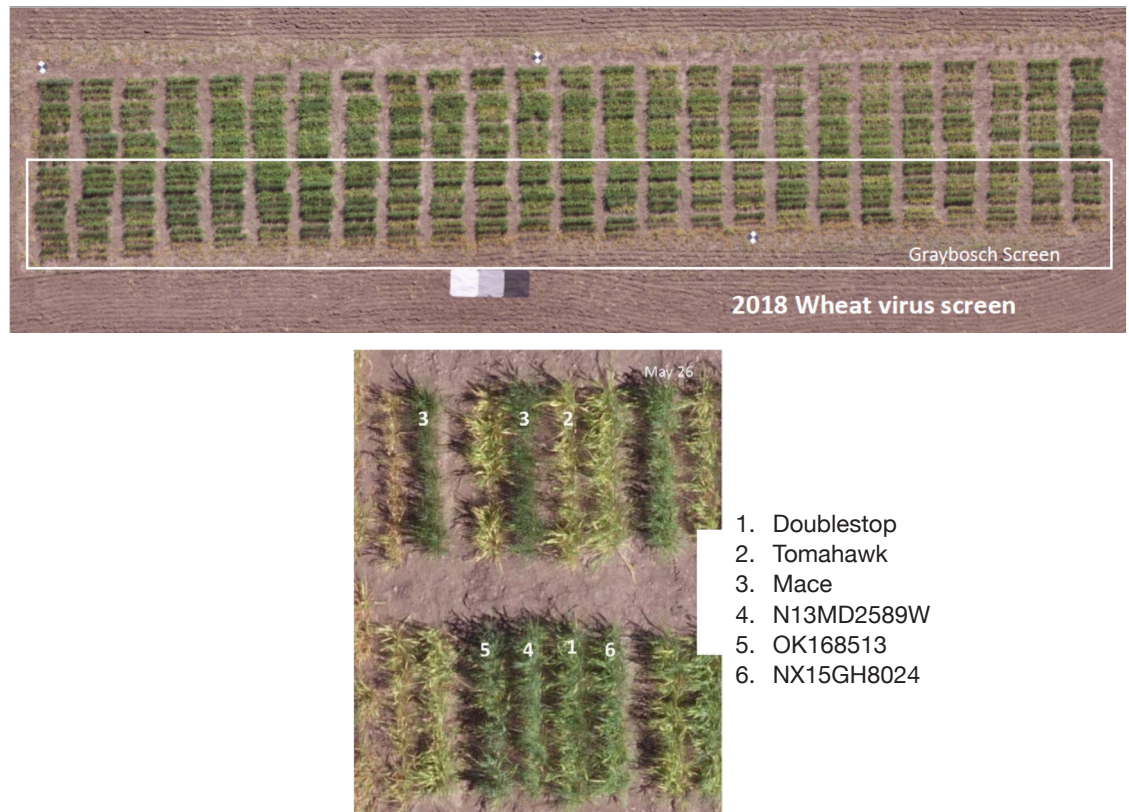 Graybosch Screen
2018 Wheat virus screen
May 26
3 3 2
5 4 1 6
1. Doublestop
2. Tomahawk
3. Mace
4. N13MD2589W
5. OK168513
6. NX15GH8024